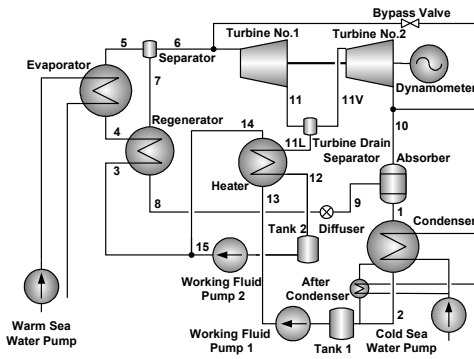 Bypass Valve
Turbine No.1
Turbine No.2
5
6
Evaporator
Separator
7
Dynamometer
11
11V
10
4
Regenerator
14
11L
Turbine Drain
Separator
Absorber
3
Heater
12
13
8
9
1
Diffuser
Condenser
Tank 2
15
Working Fluid
Pump 2
After
Condenser
2
Warm Sea
Water Pump
Working Fluid
Pump 1
Tank 1
Cold Sea
Water Pump